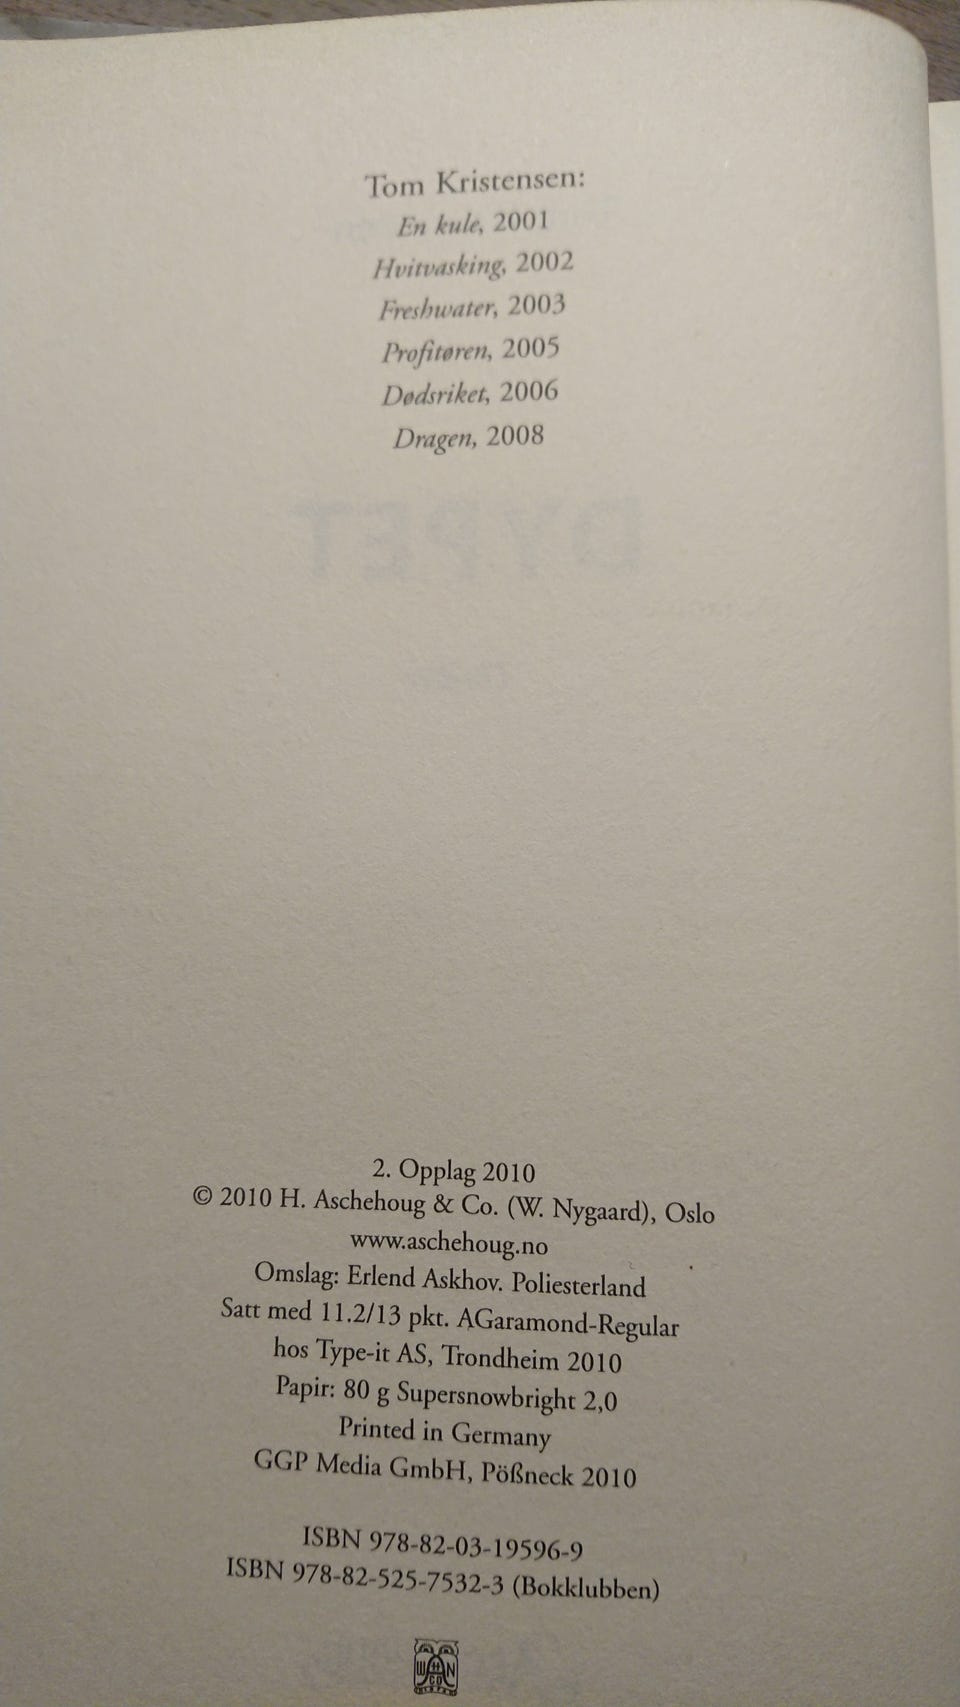 Tom Kristensen:
En kule, 2001
Hvitvasking, 2002
Freshwater, 2003
Profitøren, 2005
Dødsriket, 2006
Dragen, 2008
DYPET
2. Opplag 2010
© 2010 H. Aschehoug & Co. (W. Nygaard), Oslo
www.aschehoug.no
Omslag: Erlend Askhov. Poliesterland
Satt med 11.2/13 pkt. AGaramond-Regular
hos Type-it AS, Trondheim 2010
Papir: 80 g Supersnowbright 2,0
Printed in Germany
GGP Media GmbH, Pößneck 2010
ISBN 978-82-03-19596-9
ISBN 978-82-525-7532-3 (Bokklubben)